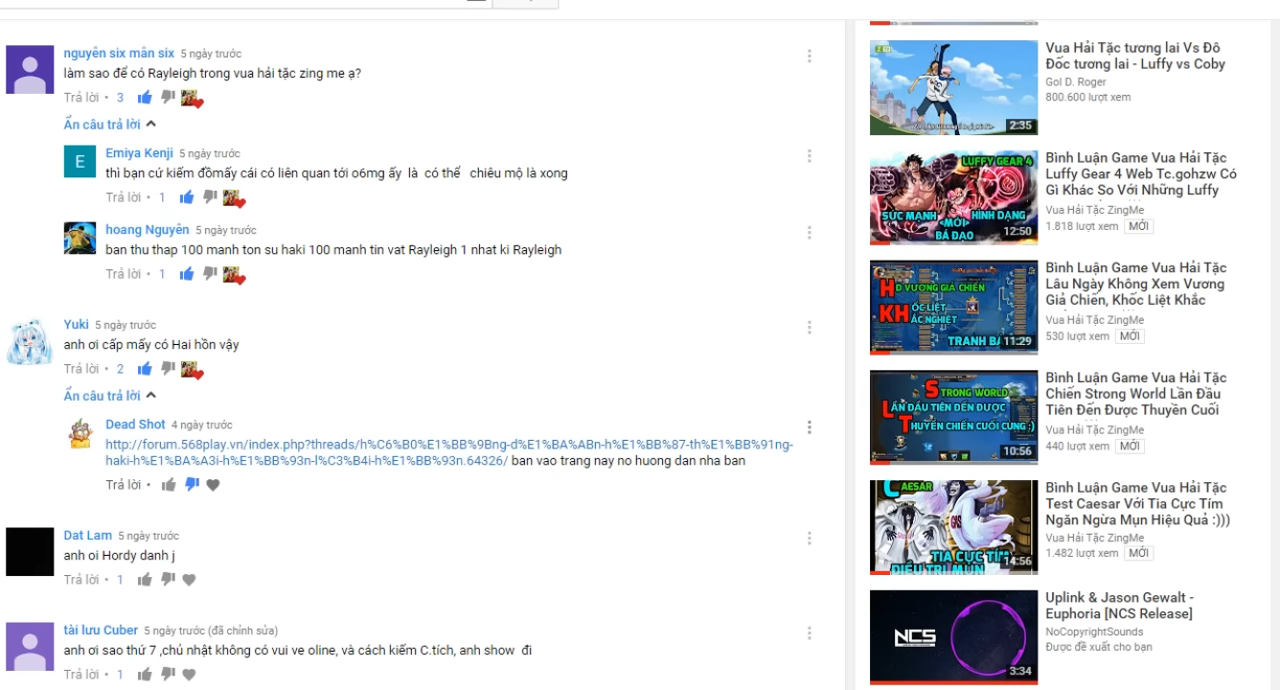 nguyên six mãn six 5 ngày trước
làm sao để có Rayleigh trong vua hải tặc zing me ạ?
Trả lời • 3
Ẩn câu trả lời
E
Emiya Kenji 5 ngày trước
thì bạn cứ kiếm đồmấy cái có liên quan tới o6mg ấy là có thể chiêu mộ là xong
Trả lời • 1
hoang Nguyên 5 ngày trước
ban thu thap 100 manh ton su haki 100 manh tin vat Rayleigh 1 nhat ki Rayleigh
Trả lời • 1
Yuki 5 ngày trước
anh ơi cấp mấy có Hai hồn vậy
Trả lời • 2
Ẩn câu trả lời
Dead Shot 4 ngày trước
http://forum.568play.vn/index.php?threads/h%C6%B0%E1%BB%9Bng-d%E1%BA%ABn-h%E1%BB%87-th%E1%BB%91ng-
haki-h%E1%BA%A3i-h%E1%BB%93n-l%C3%B4i-h%E1%BB%93n.64326/ ban vao trang nay no huong dan nha ban
Trả lời •
Dat Lam 5 ngày trước
anh oi Hordy danh j
Trả lời • 1
tài lưu Cuber 5 ngày trước (đã chỉnh sửa)
anh ơi sao thứ 7 ,chủ nhật không có vui ve oline, và cách kiếm C.tích, anh show đi
Trả lời • 1
2:35
Vua Hải Tặc tương lai Vs Đô
Đốc tương lai - Luffy vs Coby
Gol D. Roger
800.600 lượt xem
LUFFY GEAR 4
SỨC MẠNH HÌNH DẠNG
MỚI
BÁ ĐẠO
12:50
Bình Luận Game Vua Hải Tặc
Luffy Gear 4 Web Tc.gohzw Có
Gì Khác So Với Những Luffy
Vua Hải Tặc ZingMe
1.818 lượt xem MỚI
HD VƯƠNG GIẢ CHIẾN
KHỐC LIỆT
ẮC NGHIỆT
11:29
Bình Luận Game Vua Hải Tặc
Lâu Ngày Không Xem Vương
Giả Chiến, Khốc Liệt Khắc
Vua Hải Tặc ZingMe
530 lượt xem MỚI
STRONG WORLD
LẦN ĐẦU TIÊN ĐẾN ĐƯỢC
THUYỀN CHIẾN CUỐI CÙNG ;)
10:56
Bình Luận Game Vua Hải Tặc
Chiến Strong World Lần Đầu
Tiên Đến Được Thuyền Cuối
Vua Hải Tặc ZingMe
440 lượt xem MỚI
CAESAR
TIA CỰC TÍM
ĐIỀU TRỊ MỤN
14:56
Bình Luận Game Vua Hải Tặc
Test Caesar Với Tia Cực Tím
Ngăn Ngừa Mụn Hiệu Quả :)))
Vua Hải Tặc ZingMe
1.482 lượt xem MỚI
NCS
3:34
Uplink & Jason Gewalt -
Euphoria [NCS Release]
NoCopyrightSounds
Được đề xuất cho bạn